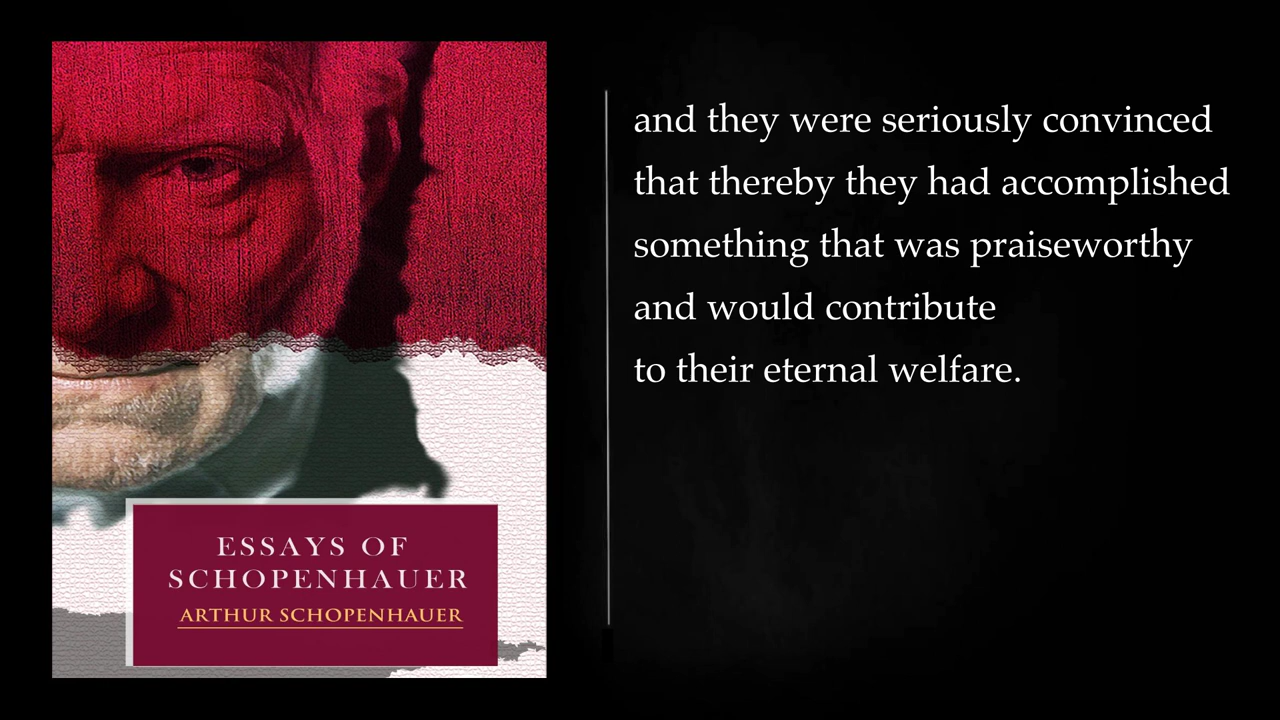 ESSAYS OF
SCHOPENHAUER
ARTHUR SCHOPENHAUER
and they were seriously convinced
that thereby they had accomplished
something that was praiseworthy
and would contribute
to their eternal welfare.